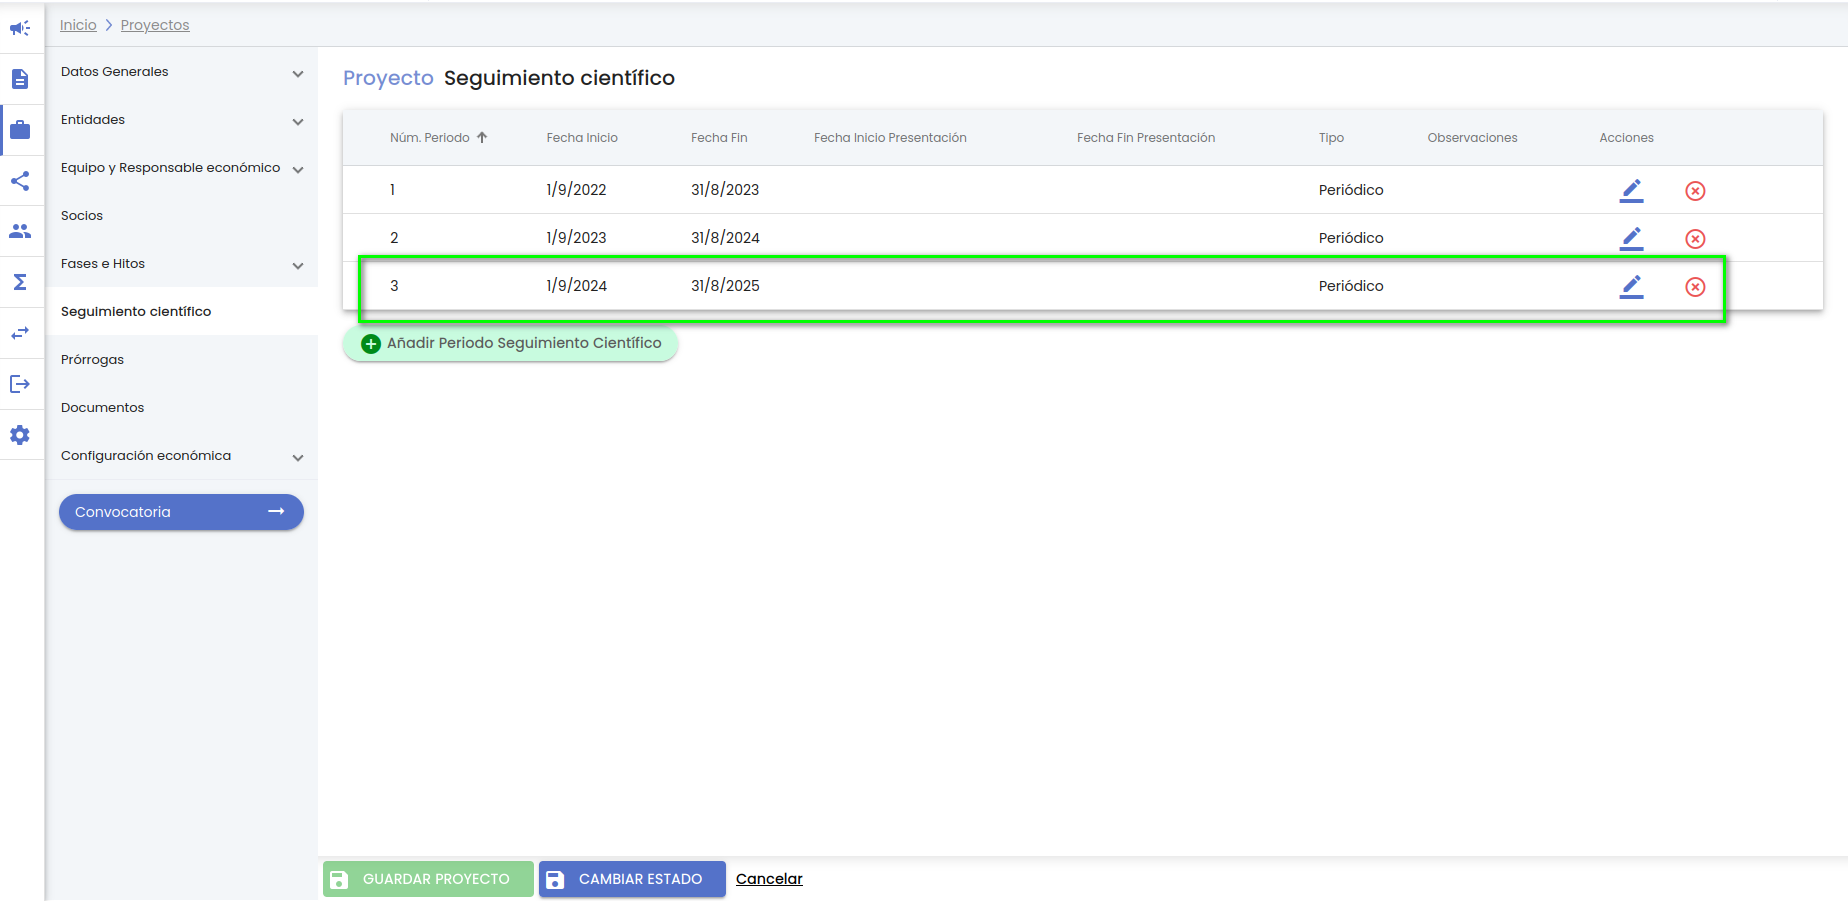 Inicio > Proyectos
Datos Generales
Entidades
Equipo y Responsable económico
Socios
Fases e Hitos
Seguimiento científico
Prórrogas
Documentos
Configuración económica
Convocatoria →
Proyecto Seguimiento científico
Núm. Periodo ↑ Fecha Inicio Fecha Fin Fecha Inicio Presentación Fecha Fin Presentación Tipo Observaciones Acciones
1 1/9/2022 31/8/2023 Periódico
2 1/9/2023 31/8/2024 Periódico
3 1/9/2024 31/8/2025 Periódico
Añadir Periodo Seguimiento Científico
GUARDAR PROYECTO CAMBIAR ESTADO Cancelar